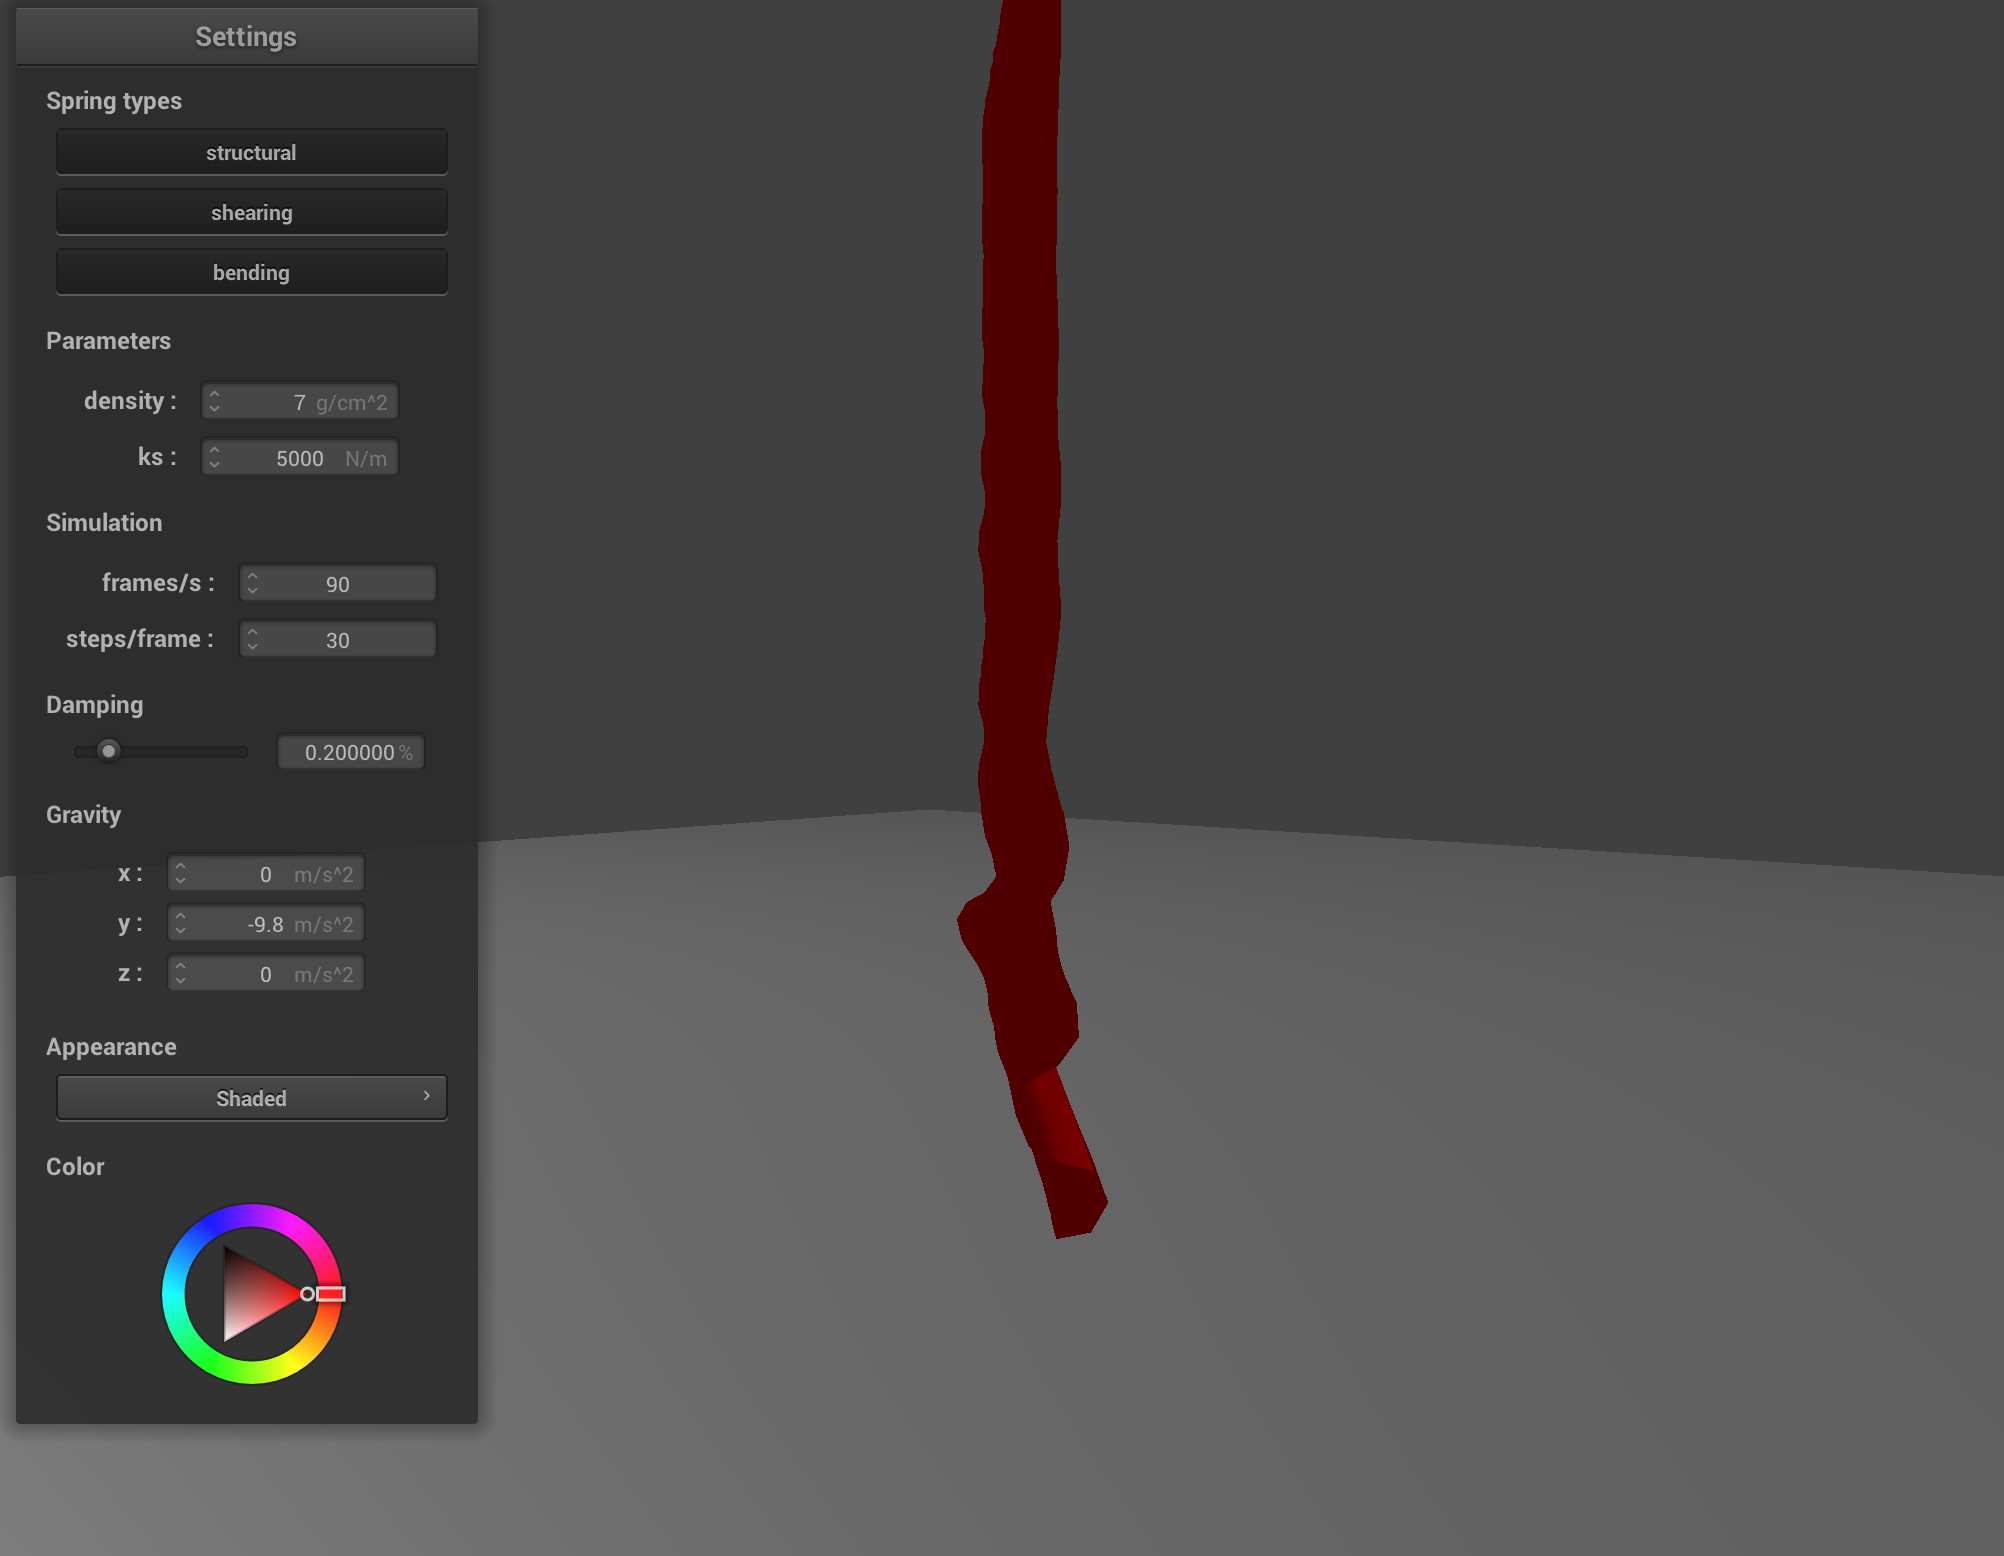 Settings
Spring types
structural
shearing
bending
Parameters
density : 7 g/cm^2
ks : 5000 N/m
Simulation
frames/s : 90
steps/frame : 30
Damping
0.200000 %
Gravity
x : 0 m/s^2
y : -9.8 m/s^2
z : 0 m/s^2
Appearance
Shaded
Color